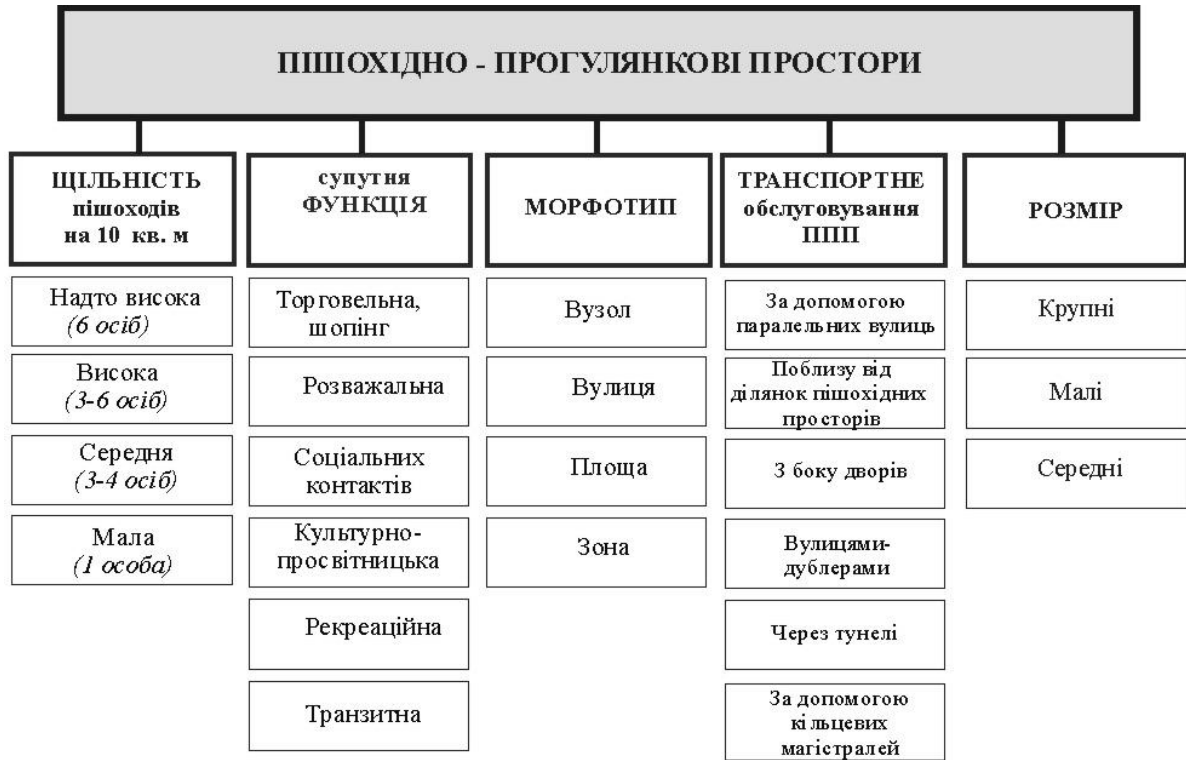 ПІШОХІДНО - ПРОГУЛЯНКОВІ ПРОСТОРИ
ЩІЛЬНІСТЬ
пішоходів
на 10 кв. м
Надто висока
(6 осіб)
Висока
(3-6 осіб)
Середня
(3-4 осіб)
Мала
(1 особа)
супутня
ФУНКЦІЯ
Торговельна,
шопінг
Розважальна
Соціальних
контактів
Культурно-
просвітницька
Рекреаційна
Транзитна
МОРФОТИП
Вузол
Вулиця
Площа
Зона
ТРАНСПОРТНЕ
обслуговування
ППП
За допомогою
паралельних вулиць
Поблизу від
ділянок пішохідних
просторів
З боку дворів
Вулицями-
дублерами
Через тунелі
За допомогою
кільцевих
магістралей
РОЗМІР
Крупні
Малі
Середні